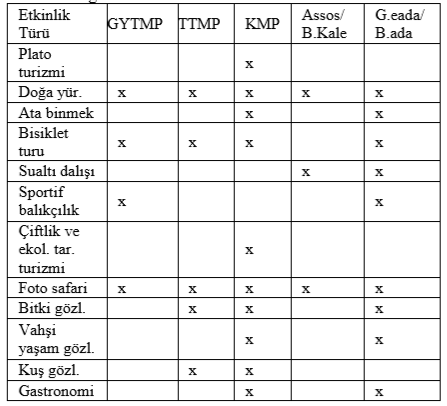 Etkinlik Türü | GYTMP | TTMP | KMP | Assos/ B.Kale | G.eada/ B.ada
Plato turizmi | | | x | |
Doğa yür. | x | x | x | x | x
Ata binmek | | | x | | x
Bisiklet turu | x | x | x | | x
Sualtı dalışı | | | | x | x
Sportif balıkçılık | x | | | | x
Çiftlik ve ekol. tar. turizmi | | | x | |
Foto safari | x | x | x | x | x
Bitki gözl. | | x | x | | x
Vahşi yaşam gözl. | | | x | | x
Kuş gözl. | | x | x | |
Gastronomi | | | x | | x